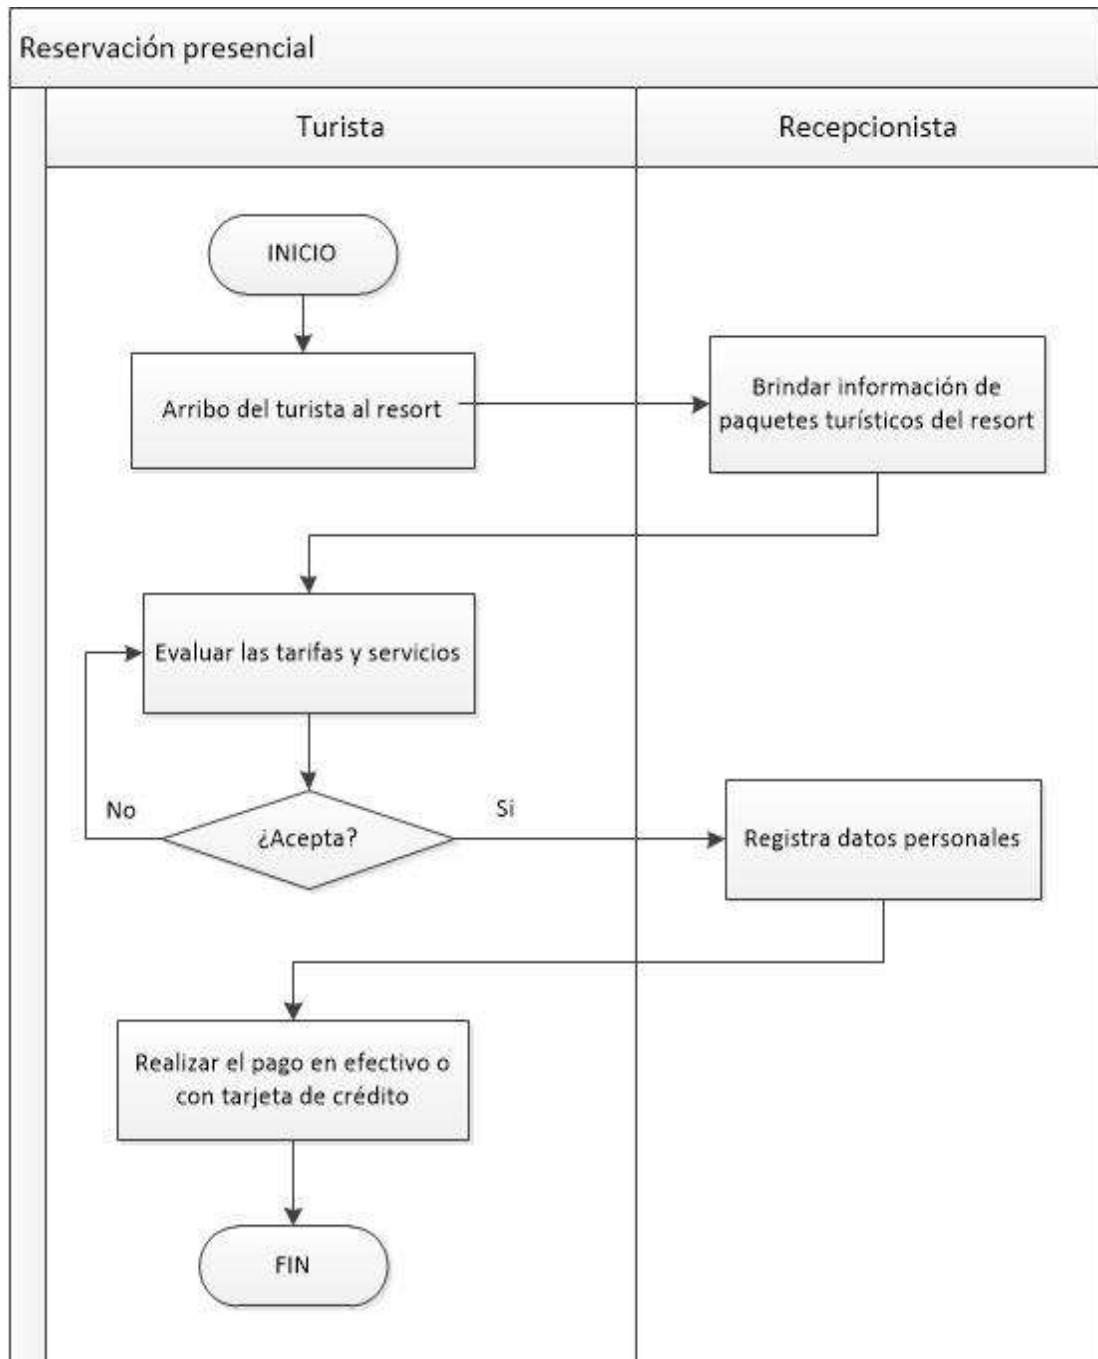 Reservación presencial
Turista
Recepcionista
INICIO
Arribo del turista al resort
Brindar información de
paquetes turísticos del resort
Evaluar las tarifas y servicios
No
¿Acepta?
Si
Registra datos personales
Realizar el pago en efectivo o
con tarjeta de crédito
FIN